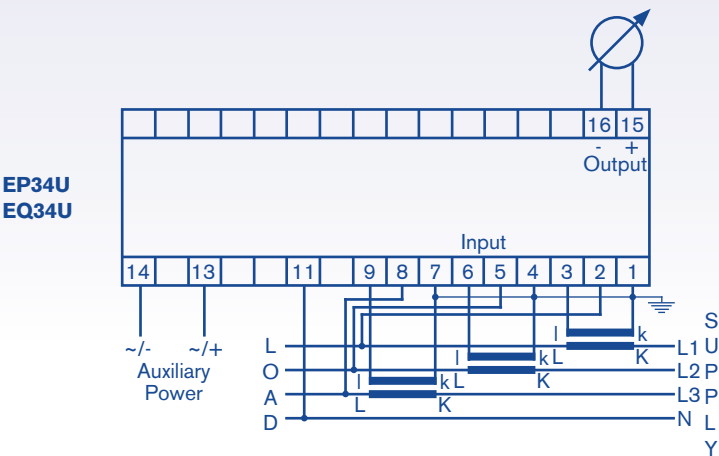 16 15
- +
Output
EP34U
EQ34U
Input
14 13 11 9 8 7 6 5 4 3 2 1
~/- ~/+
Auxiliary
Power
L O A D
l k
L K
l k
L K
l k
L K
L1
L2
L3
N
S U P P L Y